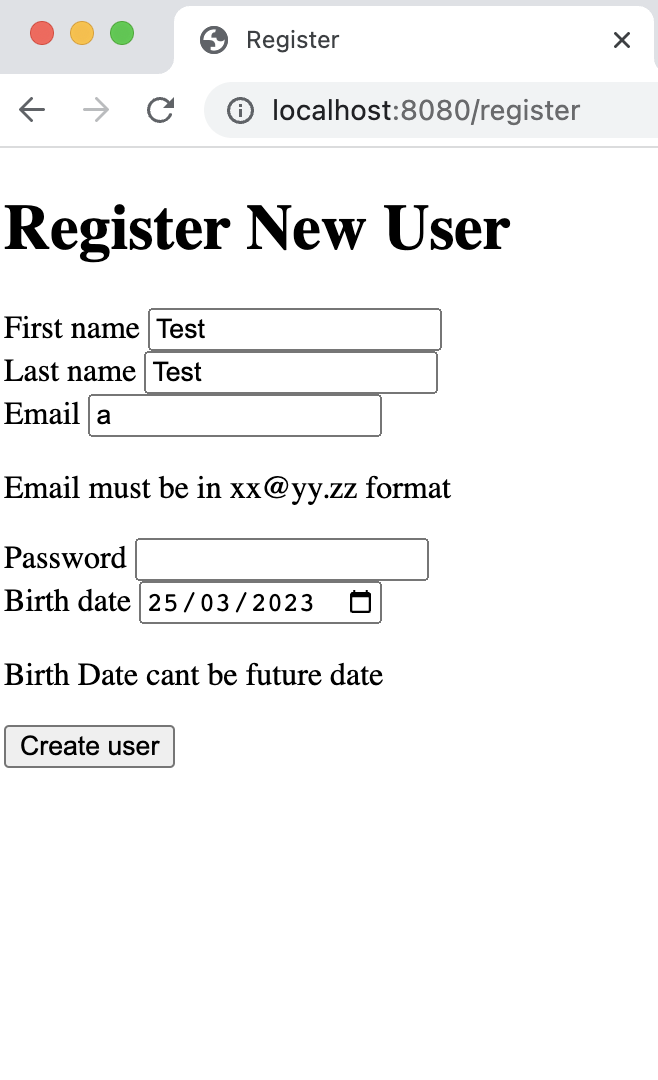 Register
localhost:8080/register
Register New User
First name Test
Last name Test
Email a
Email must be in xx@yy.zz format
Password
Birth date 25/03/2023
Birth Date cant be future date
Create user